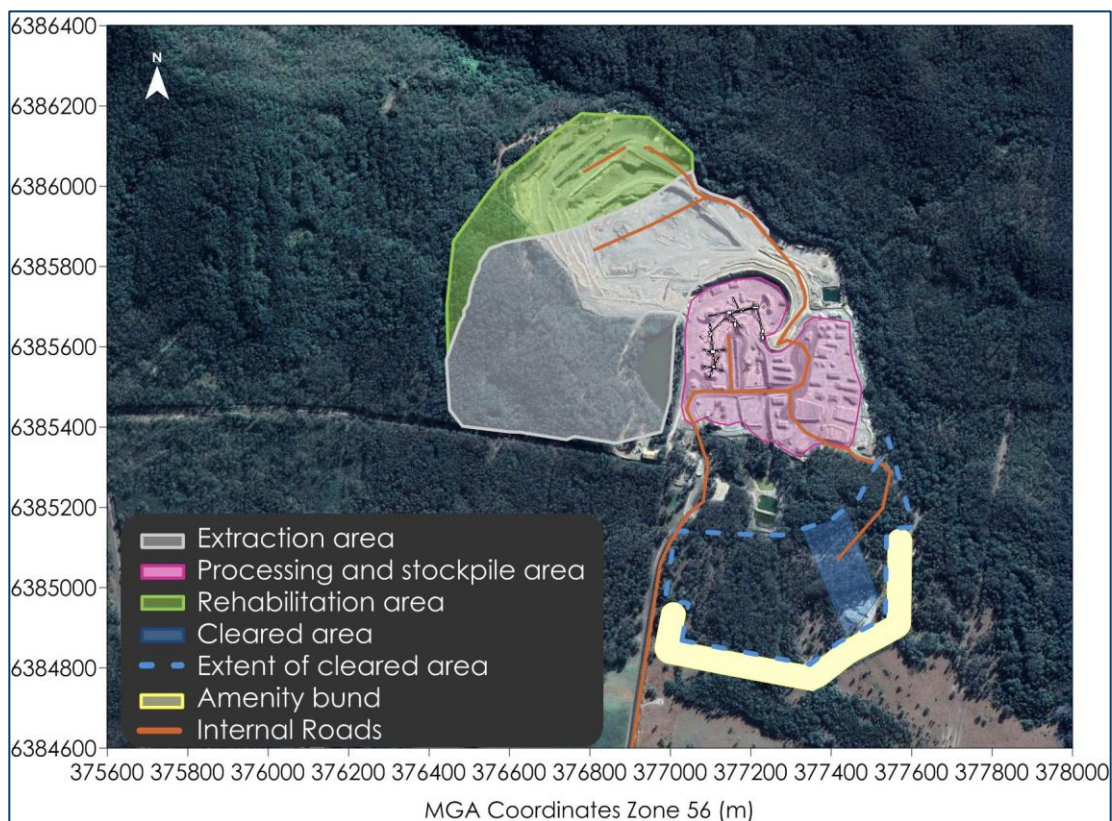 6386400
6386200
6386000
6385800
6385600
6385400
6385200
6385000
6384800
6384600
N
Extraction area
Processing and stockpile area
Rehabilitation area
Cleared area
Extent of cleared area
Amenity bund
Internal Roads
375600 375800 376000 376200 376400 376600 376800 377000 377200 377400 377600 377800 378000
MGA Coordinates Zone 56 (m)